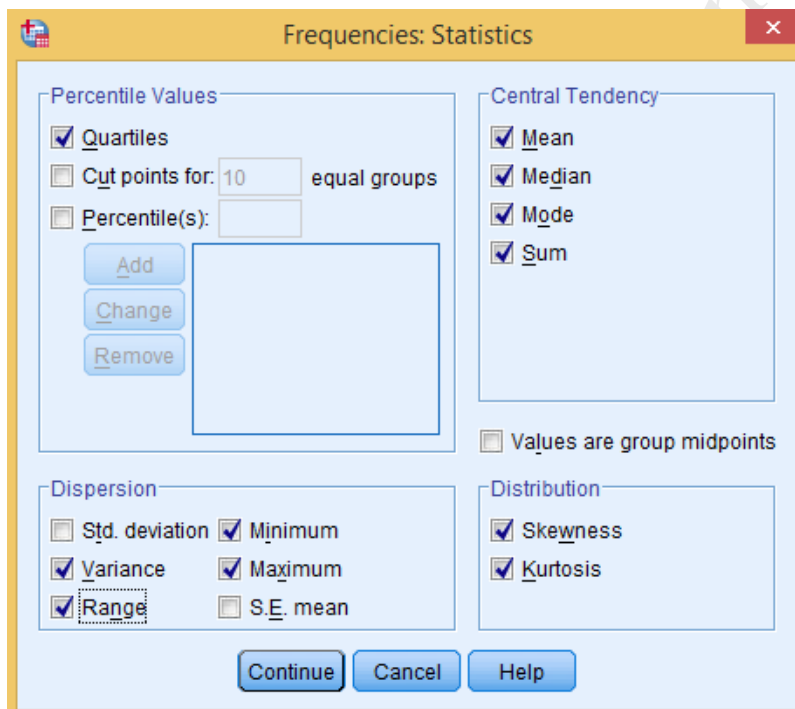 Frequencies: Statistics
Percentile Values
Quartiles
Cut points for: 10 equal groups
Percentile(s):
Add
Change
Remove
Central Tendency
Mean
Median
Mode
Sum
Values are group midpoints
Dispersion
Std. deviation Minimum
Variance Maximum
Range S.E. mean
Distribution
Skewness
Kurtosis
Continue Cancel Help